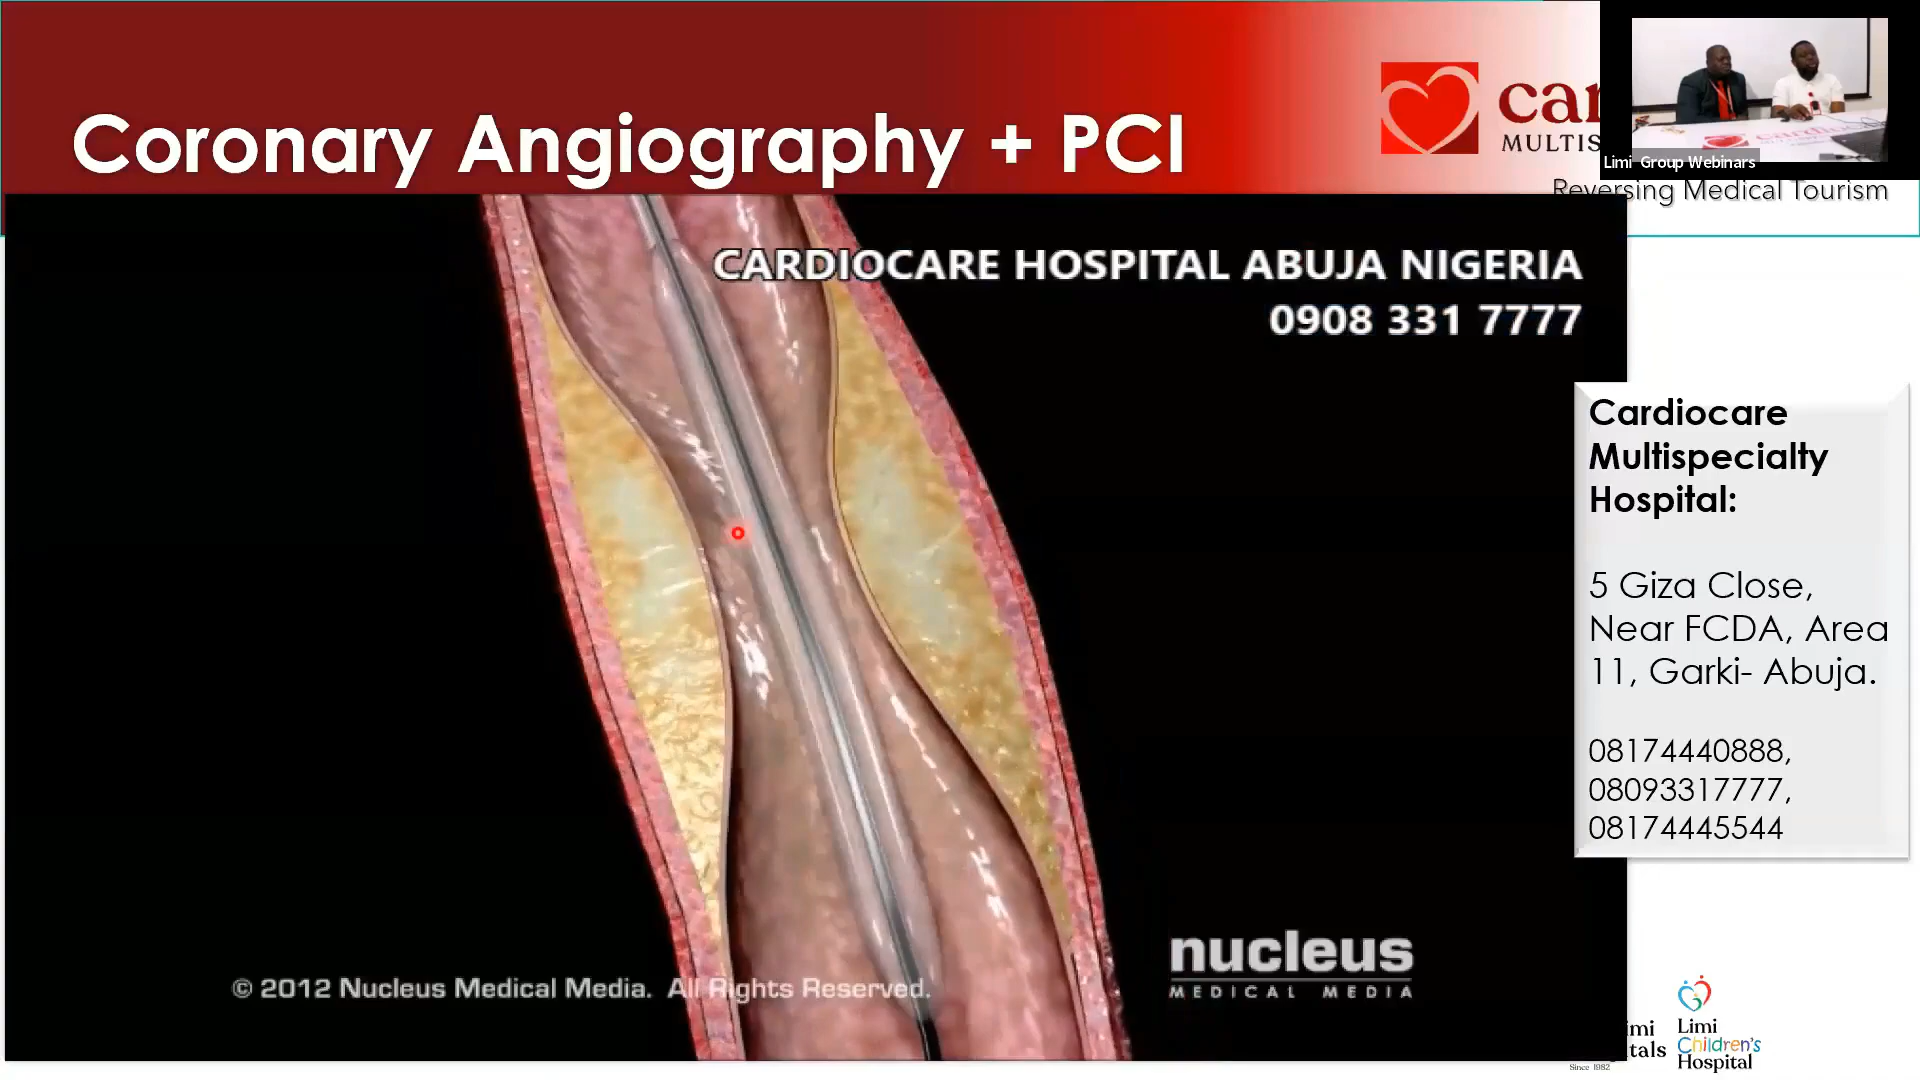 Coronary Angiography + PCI
Limi Group Webinars
MULTIS
Reversing Medical Tourism
CARDIOCARE HOSPITAL ABUJA NIGERIA
0908 331 7777
Cardiocare
Multispecialty
Hospital:
5 Giza Close,
Near FCDA, Area
11, Garki- Abuja.
08174440888,
08093317777,
08174445544
© 2012 Nucleus Medical Media. All Rights Reserved.
nucleus
MEDICAL MEDIA
Since 1982
Limi
Children's
Hospital